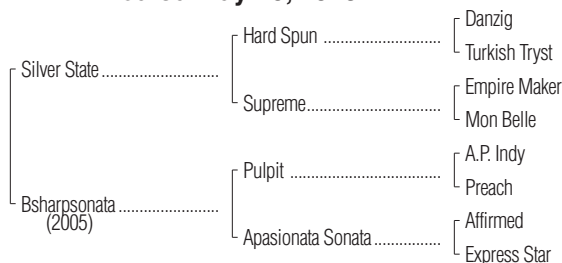 Hard Spun
Danzig
Turkish Tryst
Silver State
Supreme
Empire Maker
Mon Belle
Pulpit
A.P. Indy
Preach
Bsharpsonata
(2005)
Apasionata Sonata
Affirmed
Express Star